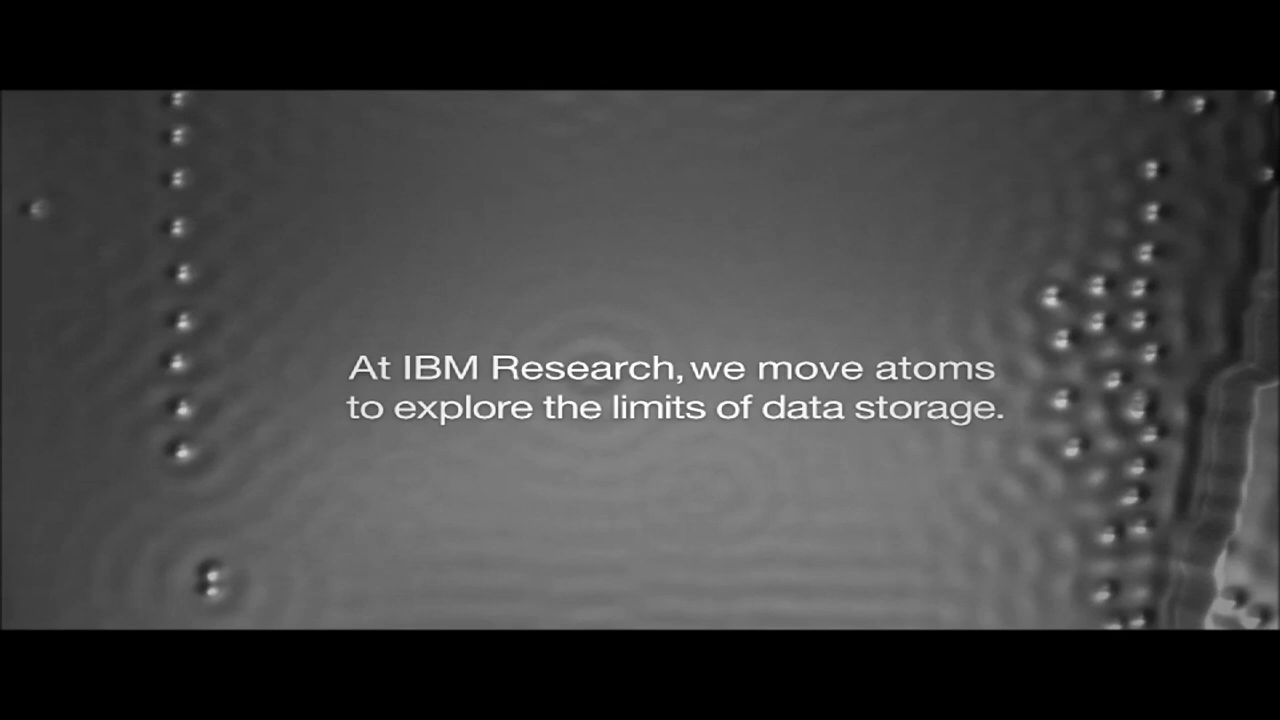 At IBM Research, we move atoms
to explore the limits of data storage.